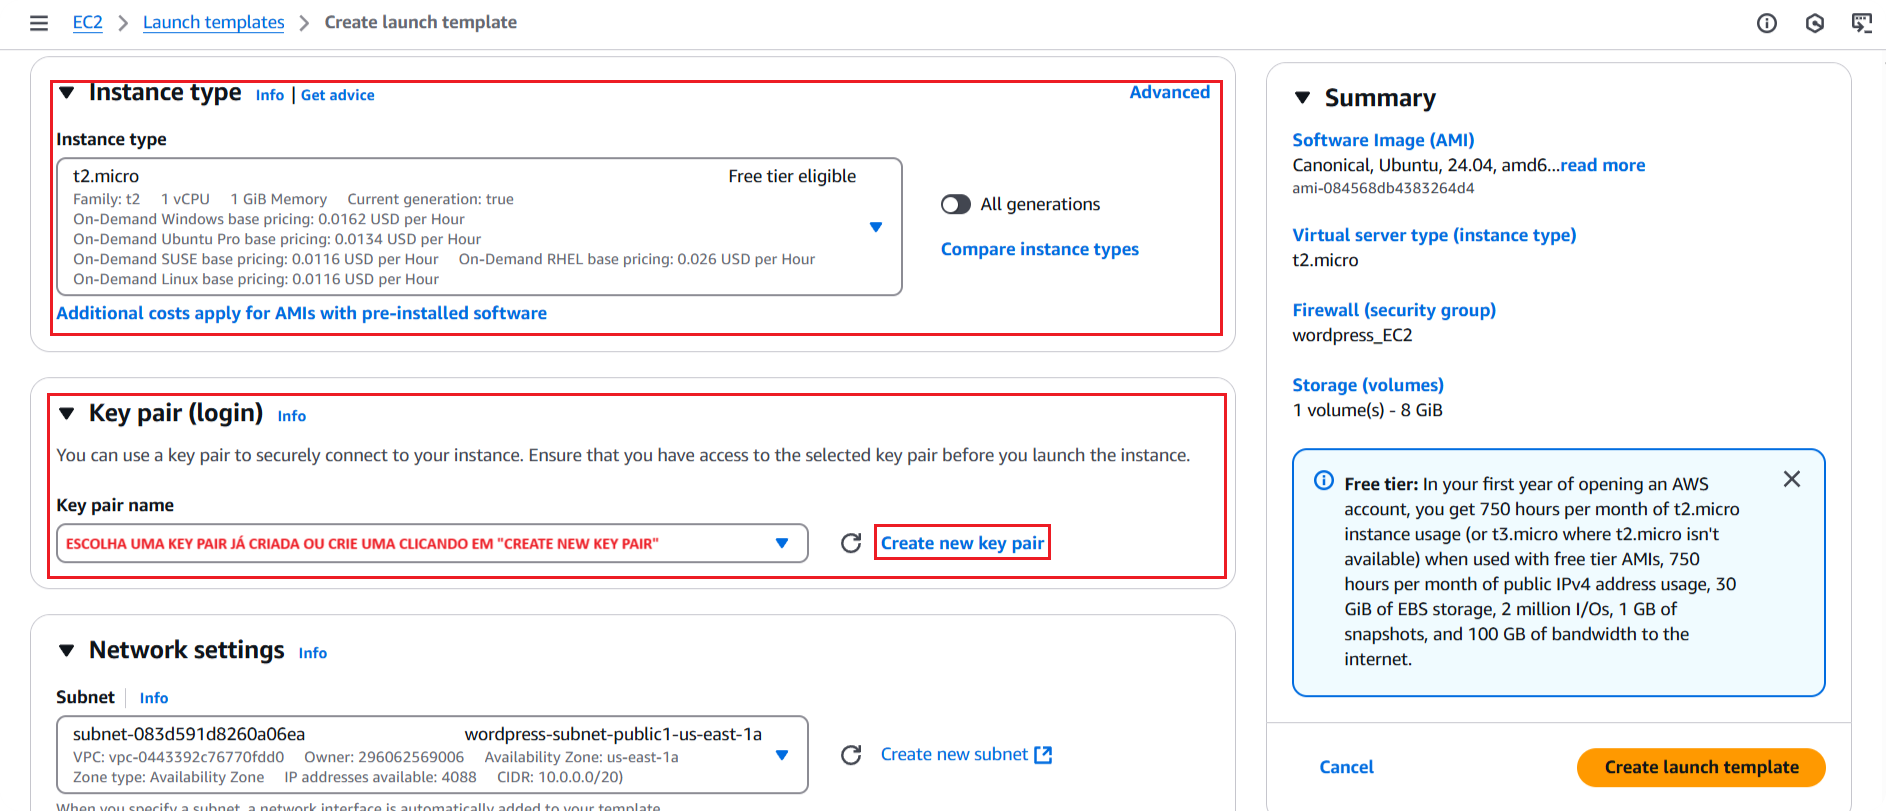 EC2 > Launch templates > Create launch template
Instance type Info | Get advice
Advanced
Instance type
t2.micro Free tier eligible
Family: t2 1 vCPU 1 GiB Memory Current generation: true
On-Demand Windows base pricing: 0.0162 USD per Hour
On-Demand Ubuntu Pro base pricing: 0.0134 USD per Hour
On-Demand SUSE base pricing: 0.0116 USD per Hour On-Demand RHEL base pricing: 0.026 USD per Hour
On-Demand Linux base pricing: 0.0116 USD per Hour
All generations
Compare instance types
Additional costs apply for AMIs with pre-installed software
Key pair (login) Info
You can use a key pair to securely connect to your instance. Ensure that you have access to the selected key pair before you launch the instance.
Key pair name
ESCOLHA UMA KEY PAIR JÁ CRIADA OU CRIE UMA CLICANDO EM "CREATE NEW KEY PAIR"
Create new key pair
Network settings Info
Subnet | Info
subnet-083d591d8260a06ea wordpress-subnet-public1-us-east-1a
VPC: vpc-0443392c76770fdd0 Owner: 296062569006 Availability Zone: us-east-1a
Zone type: Availability Zone IP addresses available: 4088 CIDR: 10.0.0.0/20)
Create new subnet
When you specify a subnet, a network interface is automatically added to your template.
Summary
Software Image (AMI)
Canonical, Ubuntu, 24.04, amd6...read more
ami-084568db4383264d4
Virtual server type (instance type)
t2.micro
Firewall (security group)
wordpress_EC2
Storage (volumes)
1 volume(s) - 8 GiB
Free tier: In your first year of opening an AWS
account, you get 750 hours per month of t2.micro
instance usage (or t3.micro where t2.micro isn't
available) when used with free tier AMIs, 750
hours per month of public IPv4 address usage, 30
GiB of EBS storage, 2 million I/Os, 1 GB of
snapshots, and 100 GB of bandwidth to the
internet.
Cancel
Create launch template